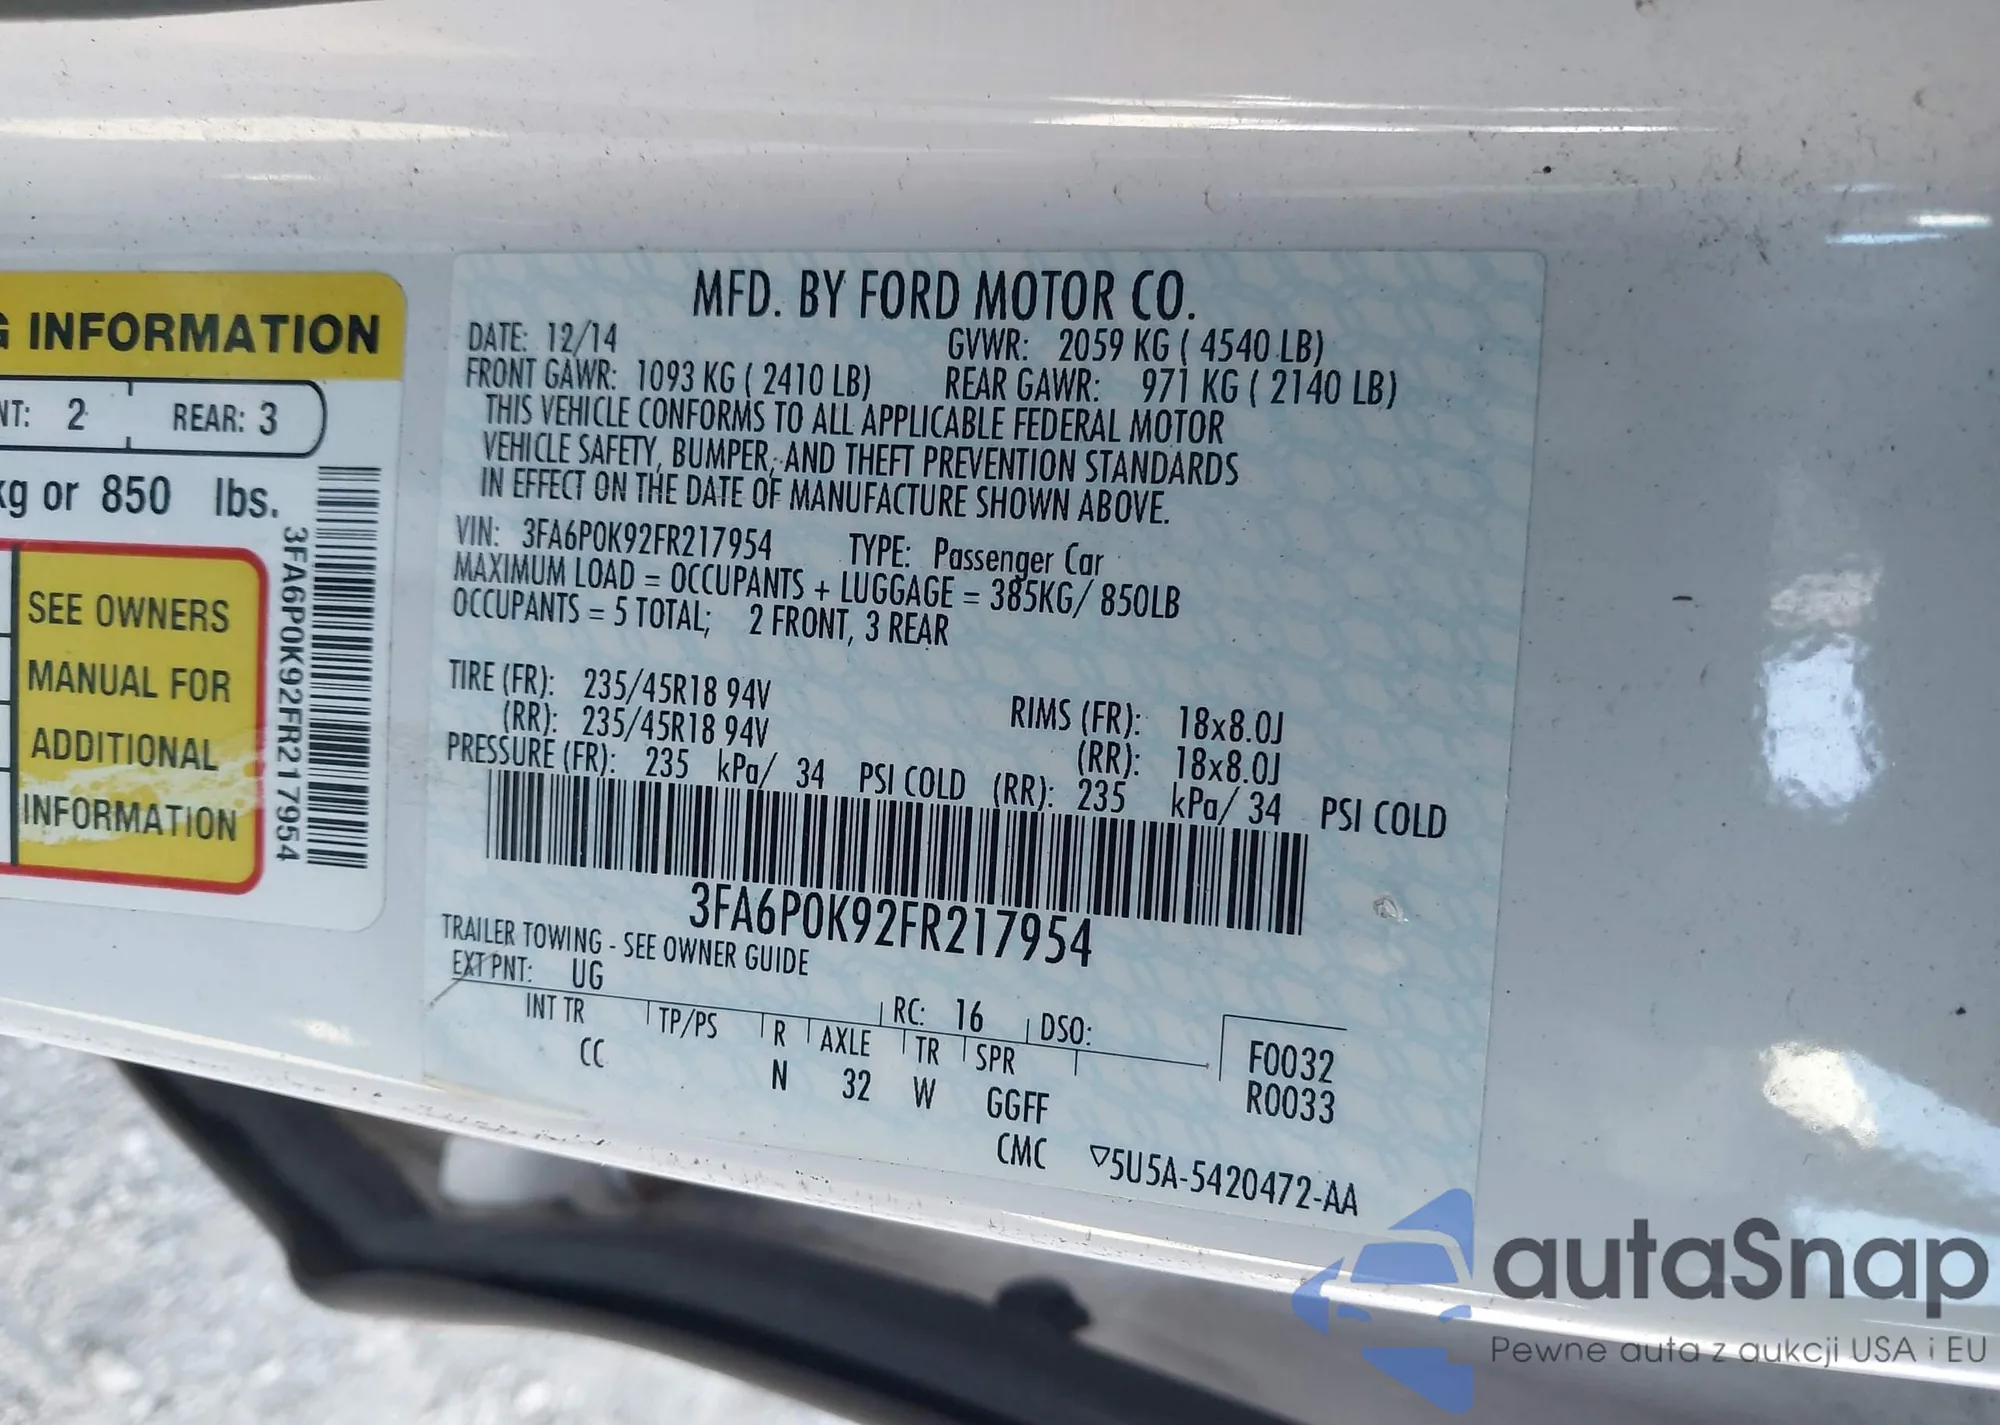 G INFORMATION
NT: 2 REAR: 3
kg or 850 lbs.
SEE OWNERS
MANUAL FOR
ADDITIONAL
INFORMATION
3FA6P0K92FR217954
MFD. BY FORD MOTOR CO.
DATE: 12/14 GVWR: 2059 KG ( 4540 LB)
FRONT GAWR: 1093 KG ( 2410 LB) REAR GAWR: 971 KG ( 2140 LB)
THIS VEHICLE CONFORMS TO ALL APPLICABLE FEDERAL MOTOR
VEHICLE SAFETY, BUMPER, AND THEFT PREVENTION STANDARDS
IN EFFECT ON THE DATE OF MANUFACTURE SHOWN ABOVE.
VIN: 3FA6P0K92FR217954 TYPE: Passenger Car
MAXIMUM LOAD = OCCUPANTS + LUGGAGE = 385KG/ 850LB
OCCUPANTS = 5 TOTAL; 2 FRONT, 3 REAR
TIRE (FR): 235/45R18 94V RIMS (FR): 18x8.0J
(RR): 235/45R18 94V (RR): 18x8.0J
PRESSURE (FR): 235 kPa/ 34 PSI COLD (RR): 235 kPa/ 34 PSI COLD
3FA6P0K92FR217954
TRAILER TOWING - SEE OWNER GUIDE
EXT PNT: UG RC: 16 DSO:
INT TR TP/PS R AXLE TR SPR F0032
CC N 32 W GGFF R0033
CMC ▽5U5A-5420472-AA
autaSnap
Pewne auta z aukcji USA i EU